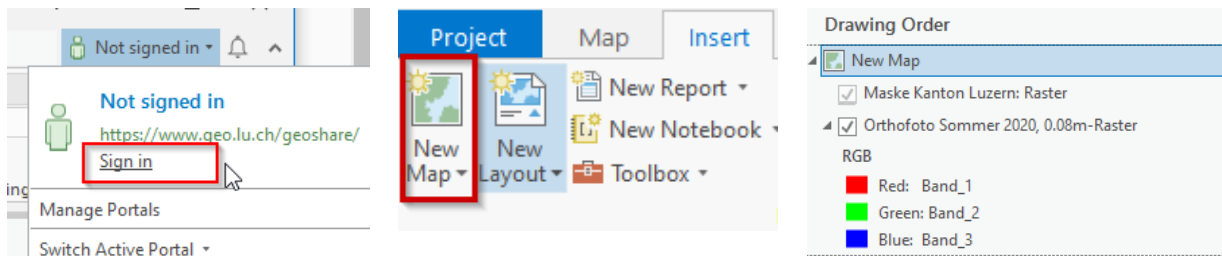 Not signed in
Not signed in
https://www.geo.lu.ch/geoshare/
Sign in
ing
Manage Portals
Switch Active Portal
Project Map Insert
New Map
New Layout
New Report
New Notebook
Toolbox
Drawing Order
New Map
Maske Kanton Luzern: Raster
Orthofoto Sommer 2020, 0.08m-Raster
RGB
Red: Band_1
Green: Band_2
Blue: Band_3